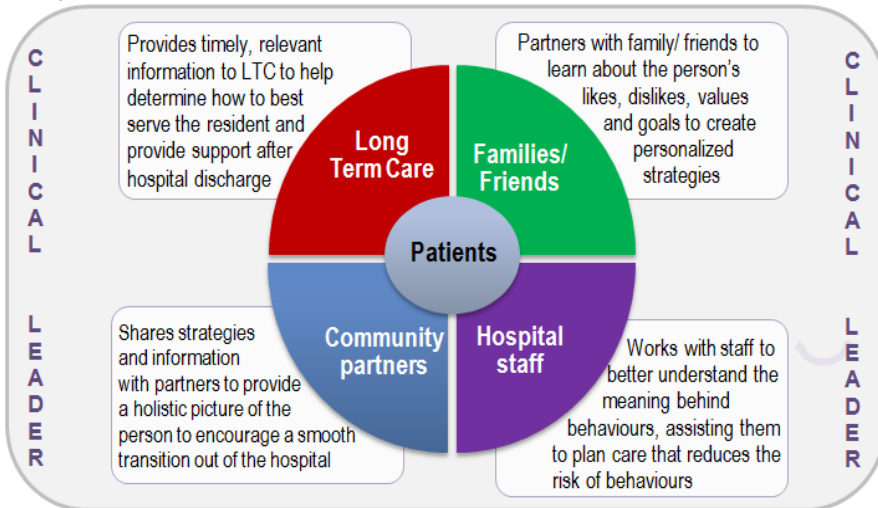 CLINICAL
LEADER
Provides timely, relevant
information to LTC to help
determine how to best
serve the resident and
provide support after
hospital discharge
Partners with family/ friends to
learn about the person's
likes, dislikes, values
and goals to create
personalized
strategies
Long
Term Care
Families/
Friends
Patients
Community
partners
Hospital
staff
Shares strategies
and information
with partners to provide
a holistic picture of the
person to encourage a smooth
transition out of the hospital
Works with staff to
better understand the
meaning behind
behaviours, assisting them
to plan care that reduces the
risk of behaviours
CLINICAL
LEADER